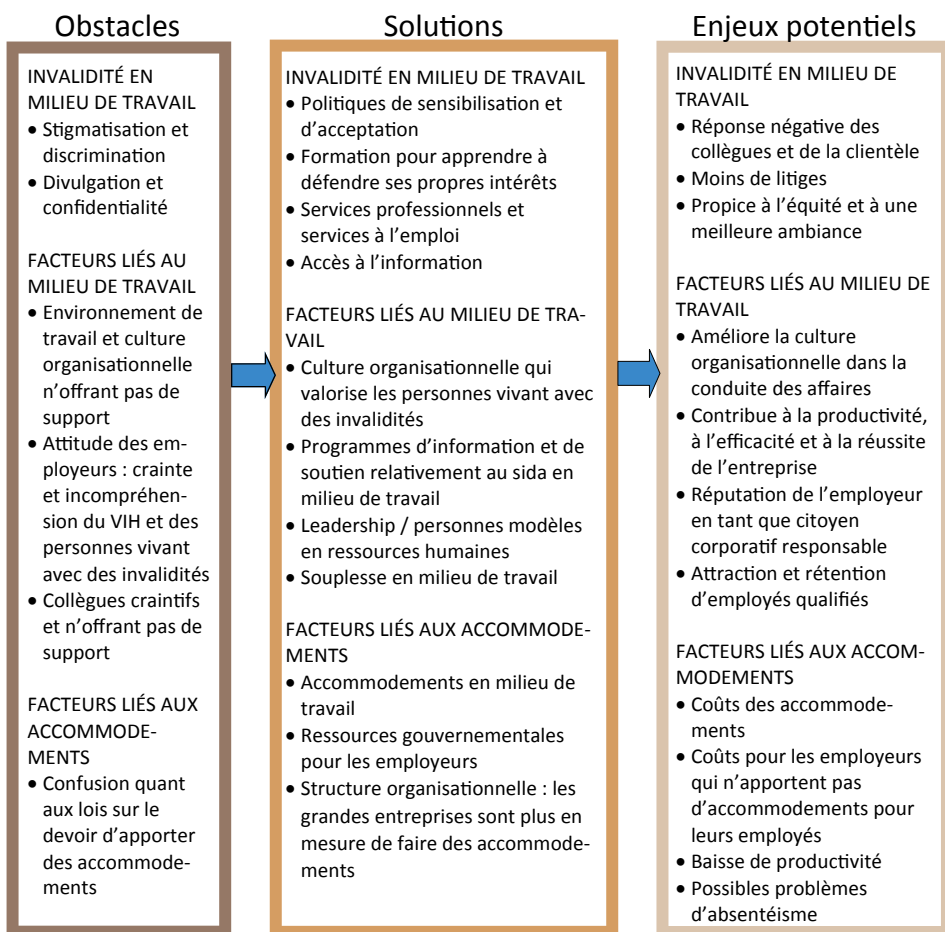 Obstacles
INVALIDITÉ EN
MILIEU DE TRAVAIL
• Stigmatisation et
discrimination
• Divulgation et
confidentialité
FACTEURS LIÉS AU
MILIEU DE TRAVAIL
• Environnement de
travail et culture
organisationnelle
n’offrant pas de
support
• Attitude des em-
ployeurs : crainte
et incompréhen-
sion du VIH et des
personnes vivant
avec des invalidités
• Collègues craintifs
et n’offrant pas de
support
FACTEURS LIÉS AUX
ACCOMMODE-
MENTS
• Confusion quant
aux lois sur le
devoir d’apporter
des accommode-
ments
Solutions
INVALIDITÉ EN MILIEU DE TRAVAIL
• Politiques de sensibilisation et
d’acceptation
• Formation pour apprendre à
défendre ses propres intérêts
• Services professionnels et
services à l’emploi
• Accès à l’information
FACTEURS LIÉS AU MILIEU DE TRA-
VAIL
• Culture organisationnelle qui
valorise les personnes vivant avec
des invalidités
• Programmes d’information et de
soutien relativement au sida en
milieu de travail
• Leadership / personnes modèles
en ressources humaines
• Souplesse en milieu de travail
FACTEURS LIÉS AUX ACCOMMODE-
MENTS
• Accommodements en milieu de
travail
• Ressources gouvernementales
pour les employeurs
• Structure organisationnelle : les
grandes entreprises sont plus en
mesure de faire des accommode-
ments
Enjeux potentiels
INVALIDITÉ EN MILIEU DE
TRAVAIL
• Réponse négative des
collègues et de la clientèle
• Moins de litiges
• Propice à l’équité et à une
meilleure ambiance
FACTEURS LIÉS AU MILIEU DE
TRAVAIL
• Améliore la culture
organisationnelle dans la
conduite des affaires
• Contribue à la productivité,
à l’efficacité et à la réussite
de l’entreprise
• Réputation de l’employeur
en tant que citoyen
corporatif responsable
• Attraction et rétention
d’employés qualifiés
FACTEURS LIÉS AUX ACCOM-
MODEMENTS
• Coûts des accommode-
ments
• Coûts pour les employeurs
qui n’apportent pas
d’accommodements pour
leurs employés
• Baisse de productivité
• Possibles problèmes
d’absentéisme